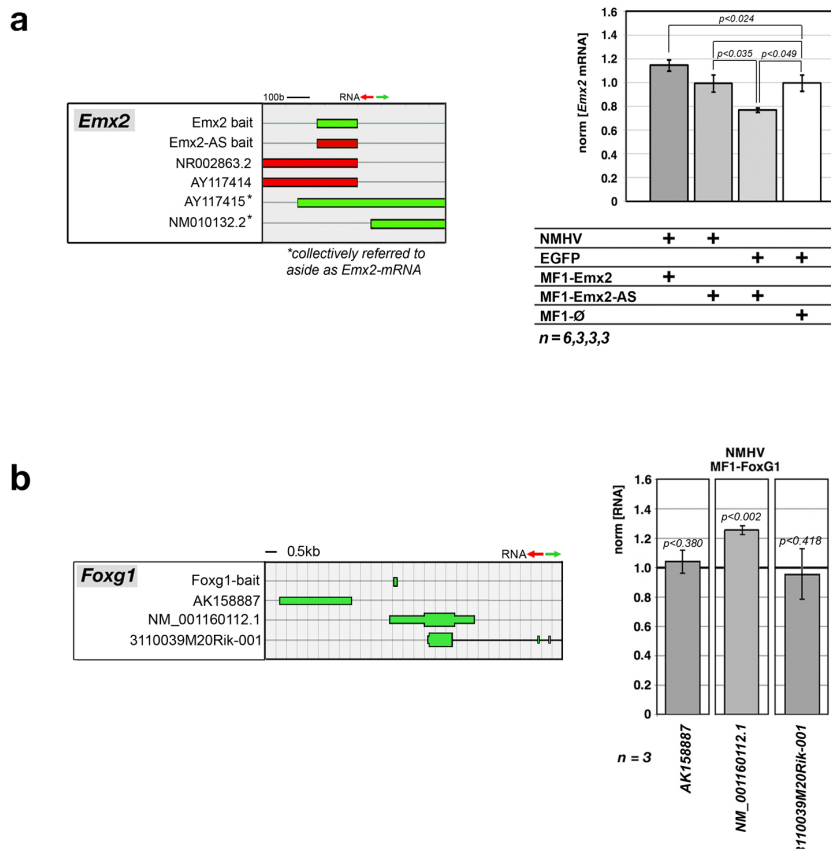 a
100b RNA
Emx2
Emx2 bait
Emx2-AS bait
NR002863.2
AY117414
AY117415*
NM010132.2*
*collectively referred to
aside as Emx2-mRNA
norm [Emx2 mRNA]
1.6
1.4
1.2
1.0
0.8
0.6
0.4
0.2
0
p<0.024
p<0.035
p<0.049
NMHV + +
EGFP + +
MF1-Emx2 +
MF1-Emx2-AS + +
MF1-Ø +
n=6,3,3,3
b
0.5kb RNA
Foxg1
Foxg1-bait
AK158887
NM_001160112.1
3110039M20Rik-001
NMHV
MF1-FoxG1
norm [RNA]
1.6
1.4
1.2
1.0
0.8
0.6
0.4
0.2
0
p<0.380
p<0.002
p<0.418
n = 3
AK158887
NM_001160112.1
3110039M20Rik-001